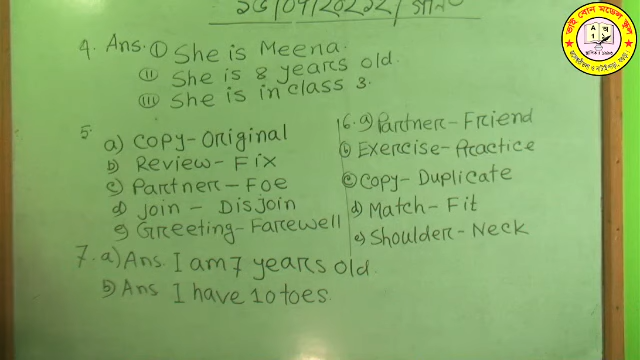 4. Ans. (i) She is Meena.
(ii) She is 8 years old.
(iii) She is in class 3.
5.
a) Copy - Original
b) Review - Fix
c) Partner - Foe
d) Join - Disjoin
e) Greeting - Farewell
6. a) Partner - Friend
b) Exercise - Practice
c) Copy - Duplicate
d) Match - Fit
e) Shoulder - Neck
7. a) Ans. I am 7 years old.
b) Ans I have 10 toes.
ভাই বোন মডেল স্কুল